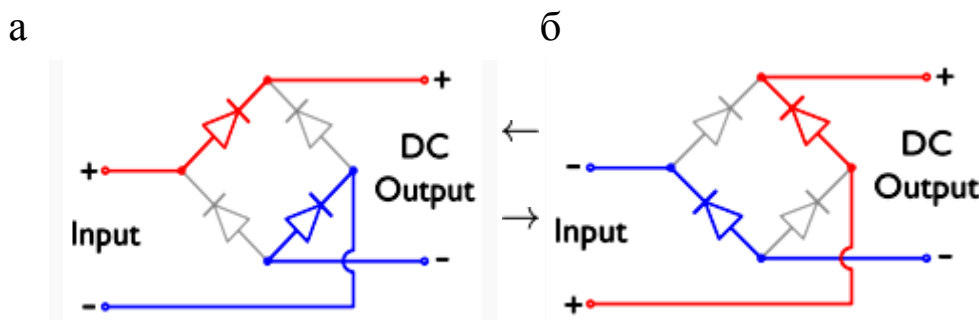 а
+
+
DC
Output
Input
-
-
←
→
б
+
-
DC
Output
Input
-
+